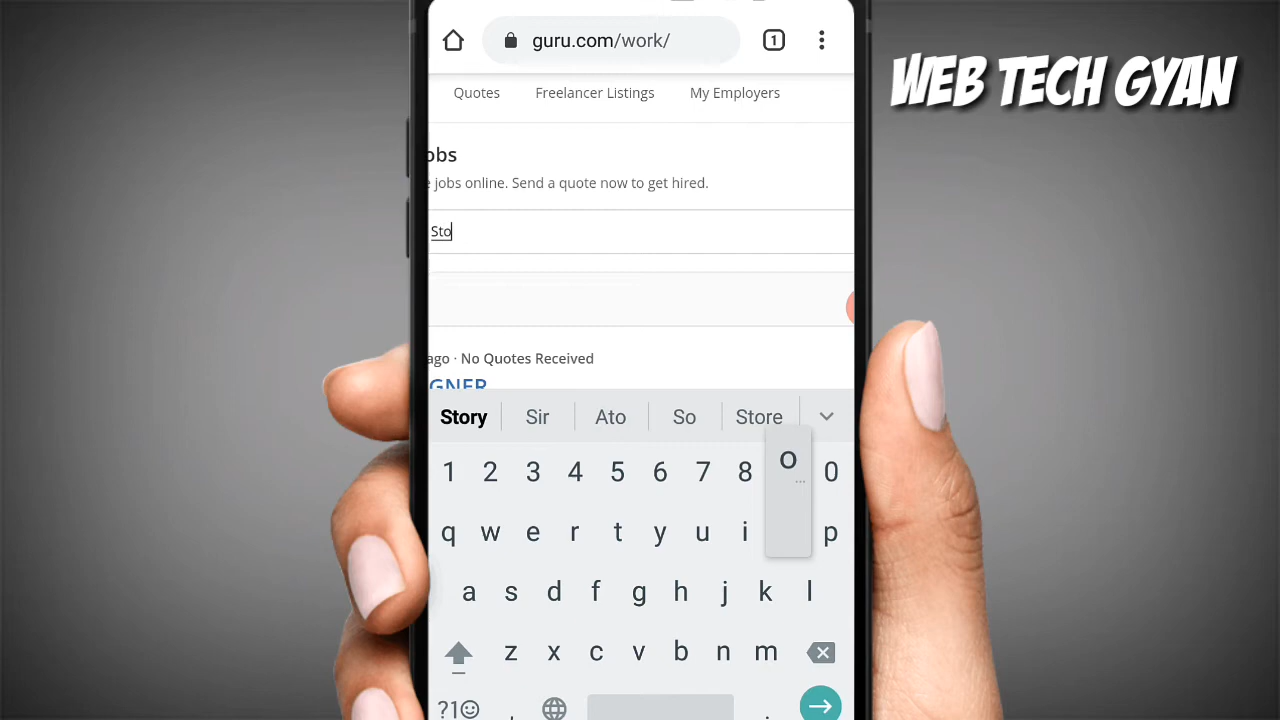 guru.com/work/
1
WEB TECH GYAN
Quotes Freelancer Listings My Employers
obs
e jobs online. Send a quote now to get hired.
Sto
ago · No Quotes Received
GNER
Story Sir Ato So Store
O
1 2 3 4 5 6 7 8 0
q w e r t y u i p
a s d f g h j k l
z x c v b n m
?1